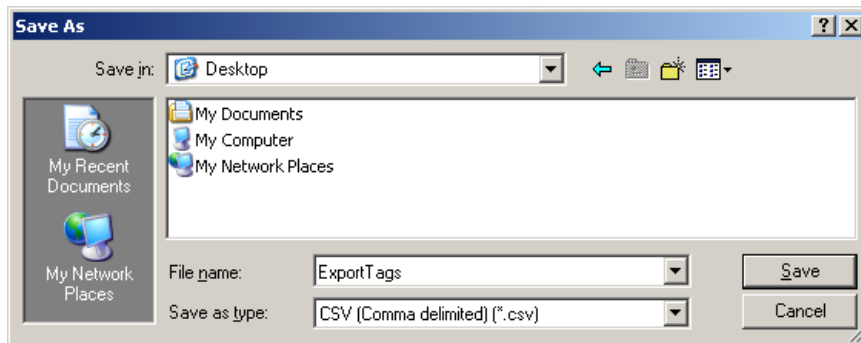 Save As
Save in: Desktop
My Documents
My Computer
My Network Places
My Recent
Documents
My Network
Places
File name: ExportTags Save
Save as type: CSV (Comma delimited) (*.csv) Cancel